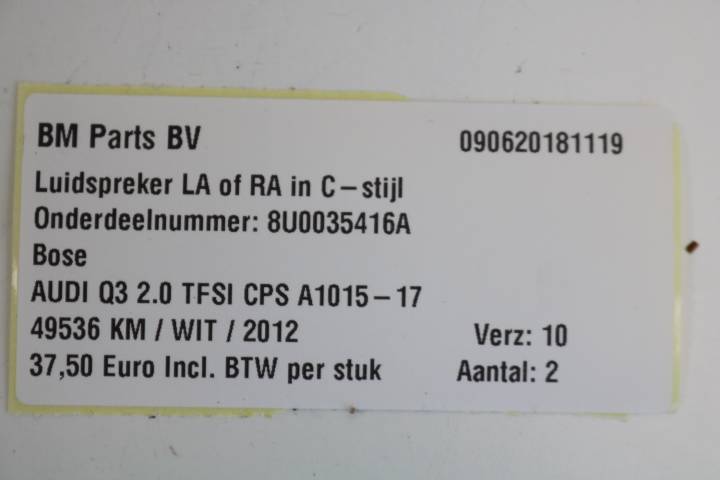 BM Parts BV 090620181119
Luidspreker LA of RA in C-stijl
Onderdeelnummer: 8U0035416A
Bose
AUDI Q3 2.0 TFSI CPS A1015-17
49536 KM / WIT / 2012 Verz: 10
37,50 Euro Incl. BTW per stuk Aantal: 2